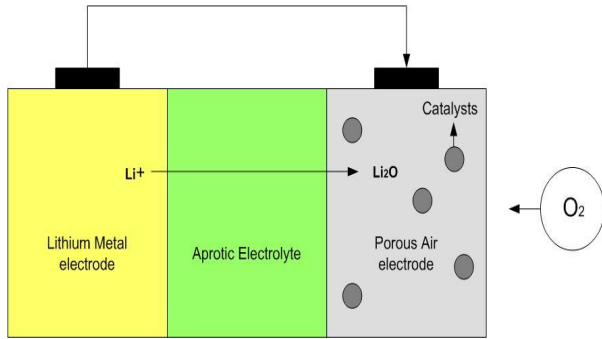 Catalysts
Li+
Li2O
O2
Lithium Metal
electrode
Aprotic Electrolyte
Porous Air
electrode